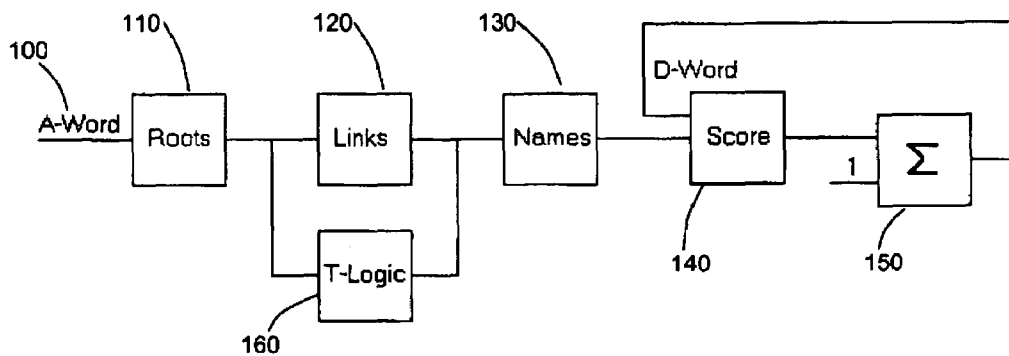 100
110
120
130
A-Word
Roots
Links
Names
D-Word
Score
1
Σ
T-Logic
140
150
160